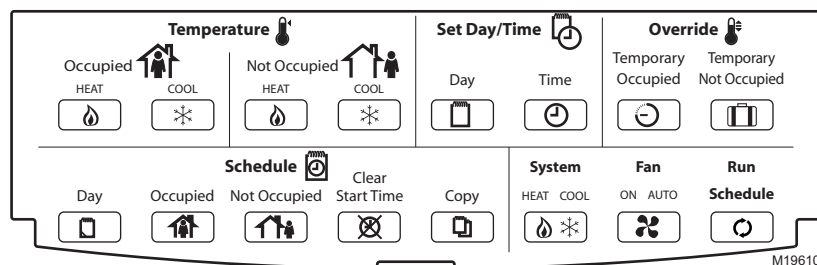 Temperature
Set Day/Time
Override
Occupied
HEAT
COOL
Not Occupied
HEAT
COOL
Day
Time
Temporary
Occupied
Temporary
Not Occupied
Schedule
Day
Occupied
Not Occupied
Clear
Start Time
Copy
System
HEAT COOL
Fan
ON AUTO
Run
Schedule
M19610